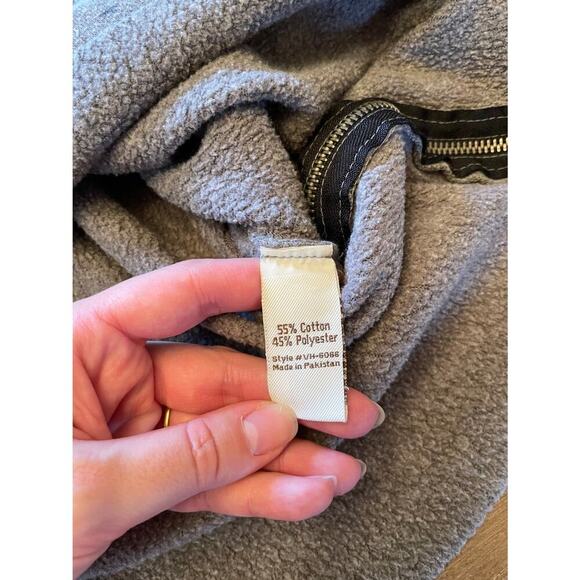 55% Cotton
45% Polyester
Style #VH-6066
Made in Pakistan